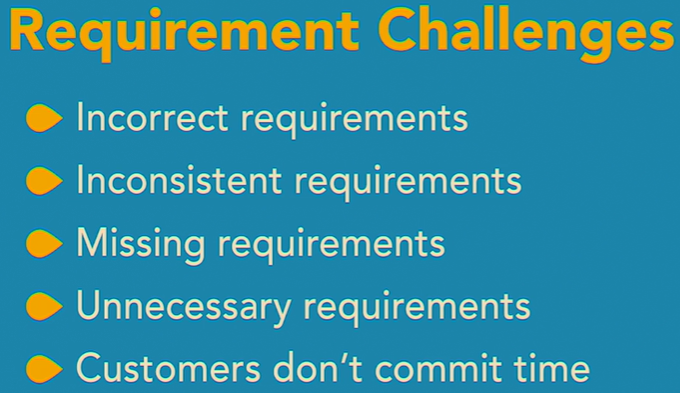 Requirement Challenges
Incorrect requirements
Inconsistent requirements
Missing requirements
Unnecessary requirements
Customers don’t commit time